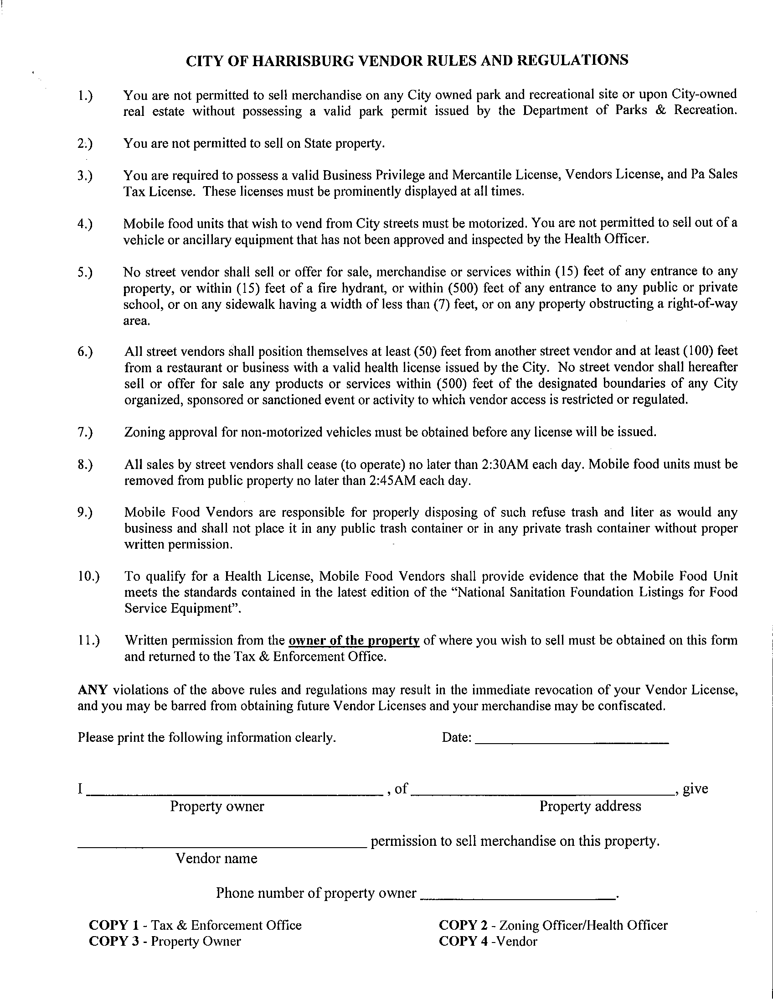 CITY OF HARRISBURG VENDOR RULES AND REGULATIONS
1.) You are not permitted to sell merchandise on any City owned park and recreational site or upon City-owned
real estate without possessing a valid park permit issued by the Department of Parks & Recreation.
2.) You are not permitted to sell on State property.
3.) You are required to possess a valid Business Privilege and Mercantile License, Vendors License, and Pa Sales
Tax License. These licenses must be prominently displayed at all times.
4.) Mobile food units that wish to vend from City streets must be motorized. You are not permitted to sell out of a
vehicle or ancillary equipment that has not been approved and inspected by the Health Officer.
5.) No street vendor shall sell or offer for sale, merchandise or services within (15) feet of any entrance to any
property, or within (15) feet of a fire hydrant, or within (500) feet of any entrance to any public or private
school, or on any sidewalk having a width of less than (7) feet, or on any property obstructing a right-of-way
area.
6.) All street vendors shall position themselves at least (50) feet from another street vendor and at least (100) feet
from a restaurant or business with a valid health license issued by the City. No street vendor shall hereafter
sell or offer for sale any products or services within (500) feet of the designated boundaries of any City
organized, sponsored or sanctioned event or activity to which vendor access is restricted or regulated.
7.) Zoning approval for non-motorized vehicles must be obtained before any license will be issued.
8.) All sales by street vendors shall cease (to operate) no later than 2:30AM each day. Mobile food units must be
removed from public property no later than 2:45AM each day.
9.) Mobile Food Vendors are responsible for properly disposing of such refuse trash and liter as would any
business and shall not place it in any public trash container or in any private trash container without proper
written permission.
10.) To qualify for a Health License, Mobile Food Vendors shall provide evidence that the Mobile Food Unit
meets the standards contained in the latest edition of the “National Sanitation Foundation Listings for Food
Service Equipment”.
11.) Written permission from the owner of the property of where you wish to sell must be obtained on this form
and returned to the Tax & Enforcement Office.
ANY violations of the above rules and regulations may result in the immediate revocation of your Vendor License,
and you may be barred from obtaining future Vendor Licenses and your merchandise may be confiscated.
Please print the following information clearly. Date:
I , of , give
Property owner Property address
permission to sell merchandise on this property.
Vendor name
Phone number of property owner .
COPY 1 - Tax & Enforcement Office COPY 2 - Zoning Officer/Health Officer
COPY 3 - Property Owner COPY 4 -Vendor